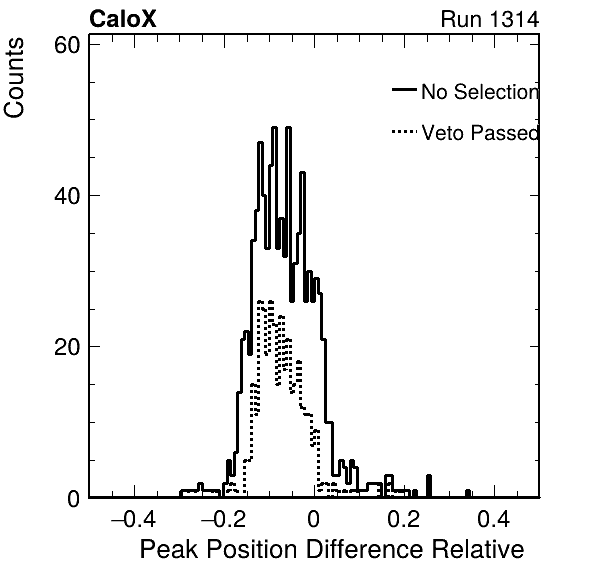 CaloX Run 1314
Counts
60
No Selection
Veto Passed
40
20
0
−0.4 −0.2 0 0.2 0.4
Peak Position Difference Relative